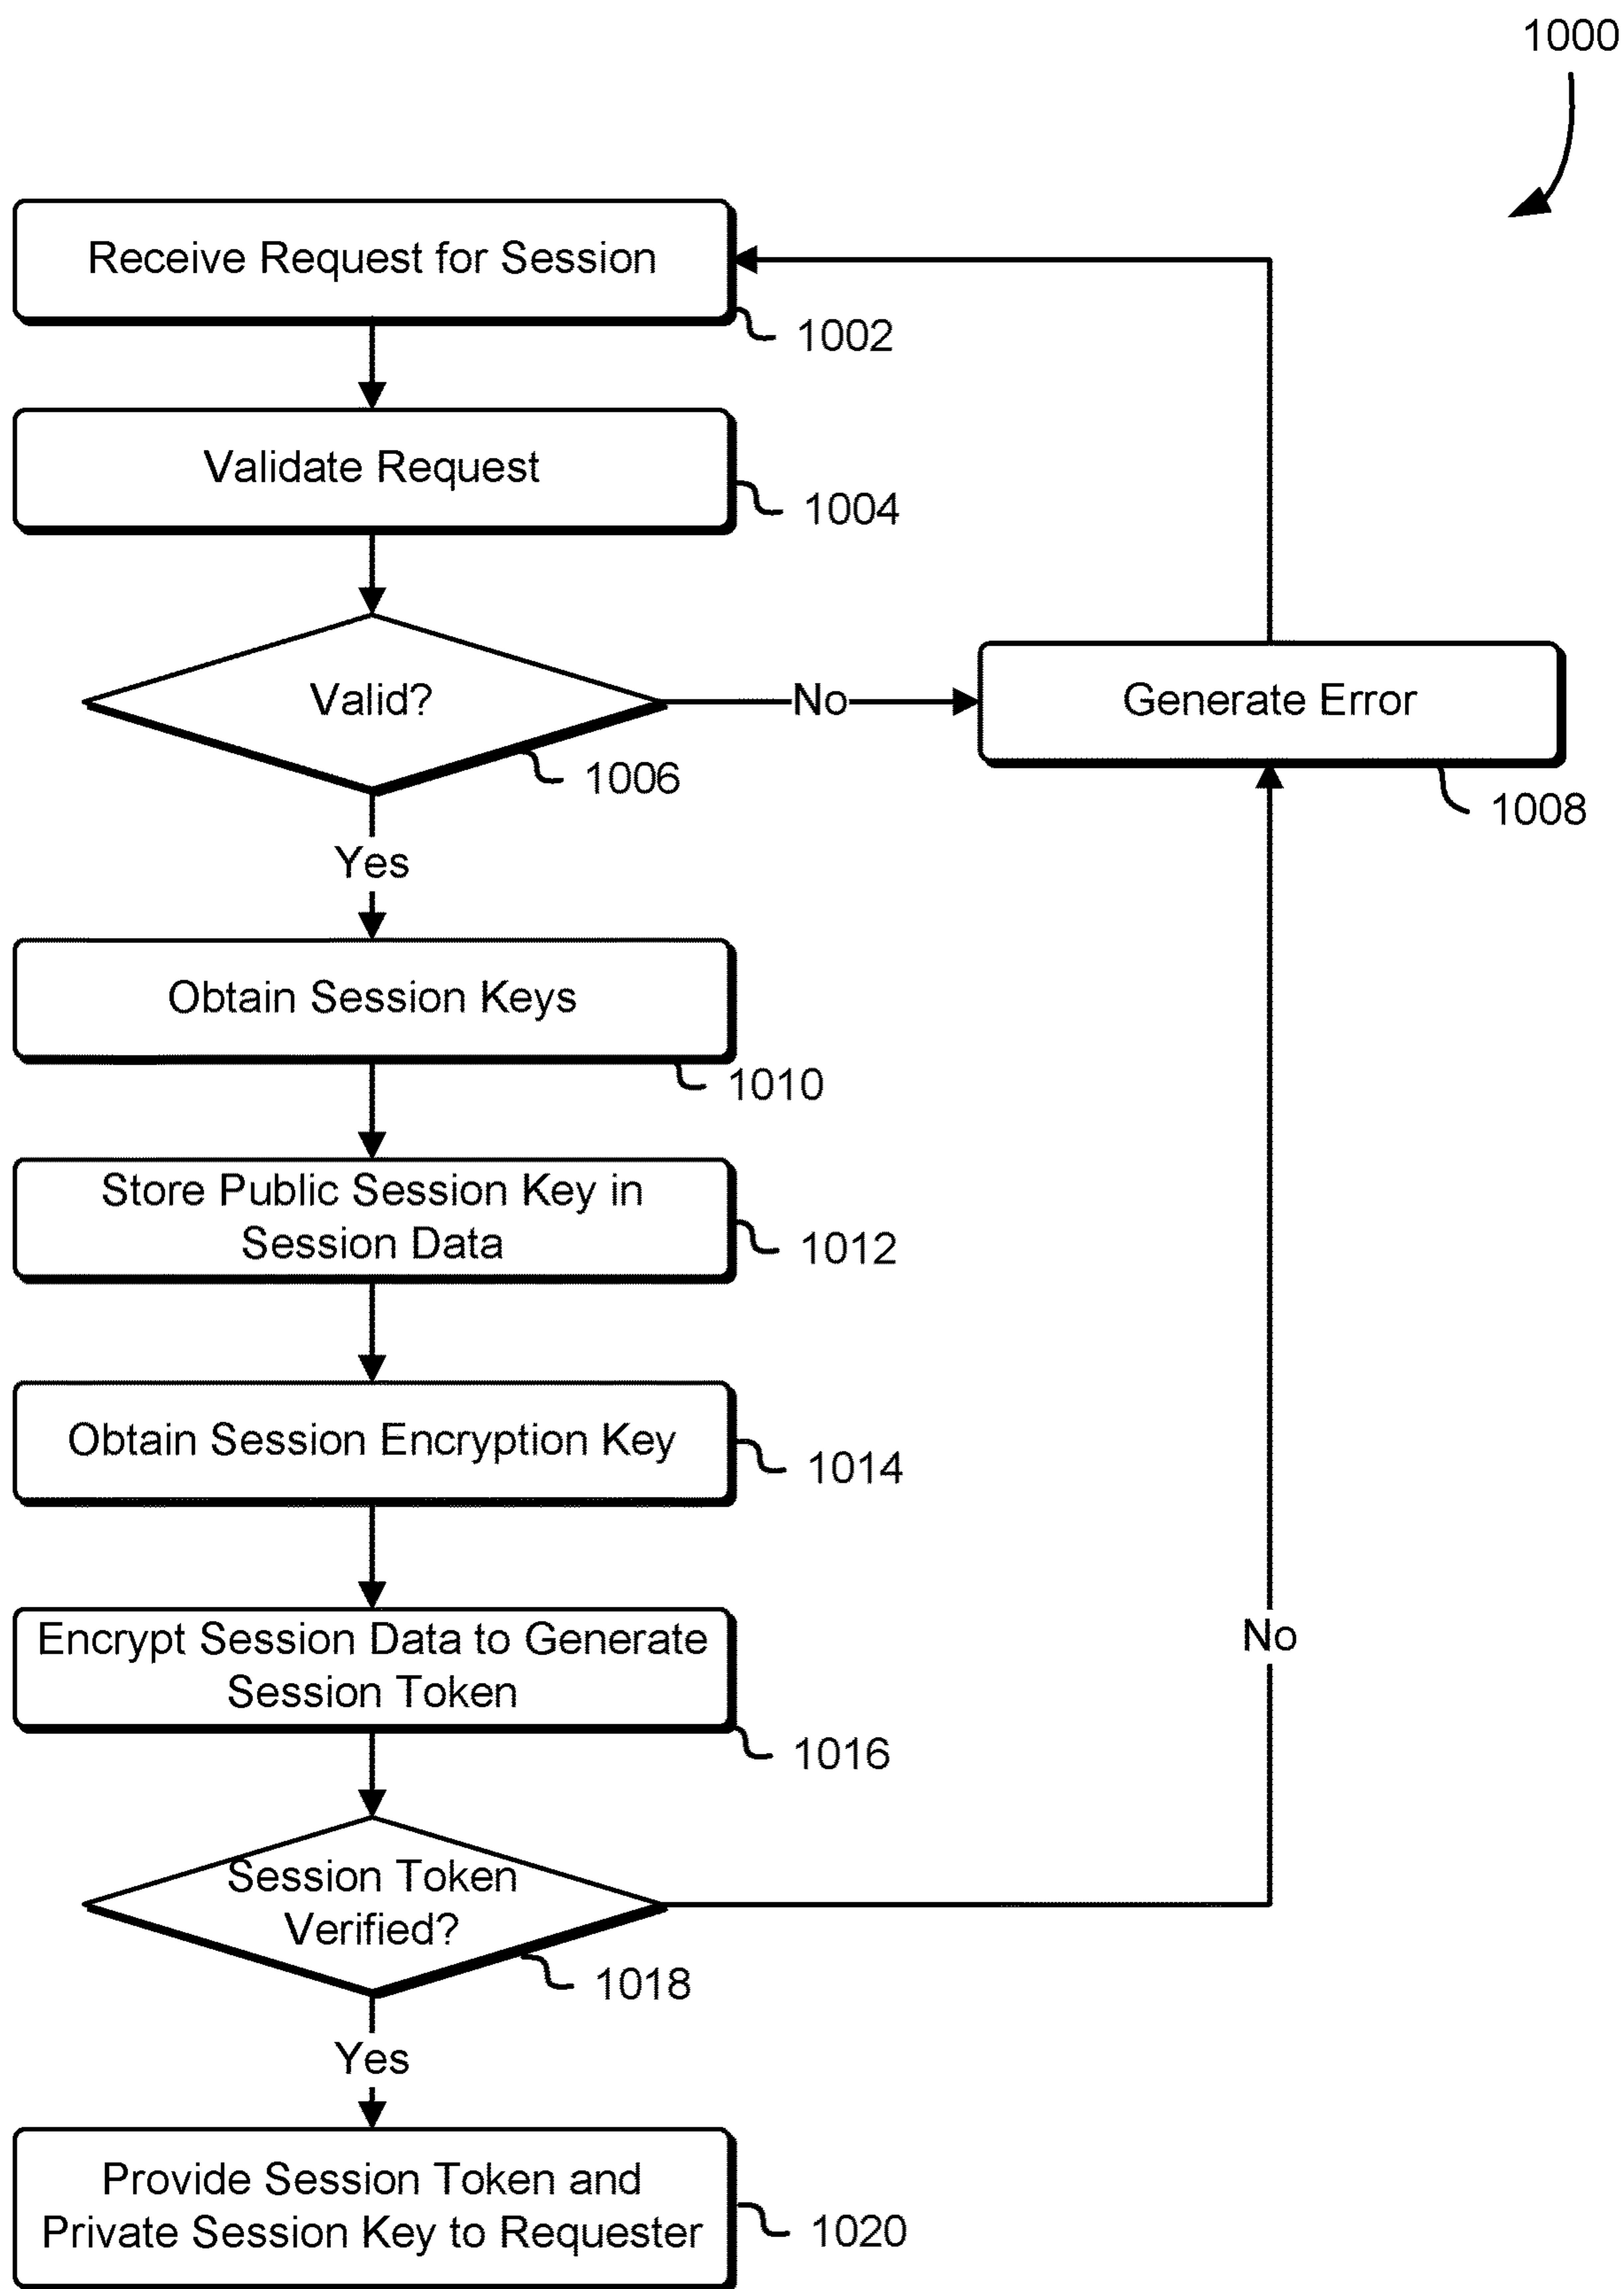 1000
Receive Request for Session
1002
Validate Request
1004
Valid?
No
Generate Error
1006
1008
Yes
Obtain Session Keys
1010
Store Public Session Key in
Session Data
1012
Obtain Session Encryption Key
1014
Encrypt Session Data to Generate
Session Token
No
1016
Session Token
Verified?
1018
Yes
Provide Session Token and
Private Session Key to Requester
1020